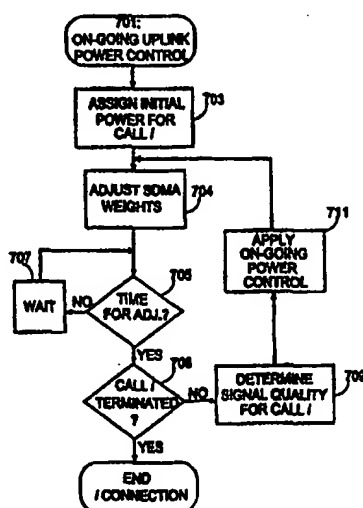 701:
ON-GOING UPLINK
POWER CONTROL
703
ASSIGN INITIAL
POWER FOR
CALL i
704
ADJUST SDMA
WEIGHTS
711
APPLY
ON-GOING
POWER
CONTROL
707
WAIT
NO
705
TIME
FOR ADJ.?
YES
708
CALL i
TERMINATED
?
NO
709
DETERMINE
SIGNAL QUALITY
FOR CALL i
YES
END
i CONNECTION